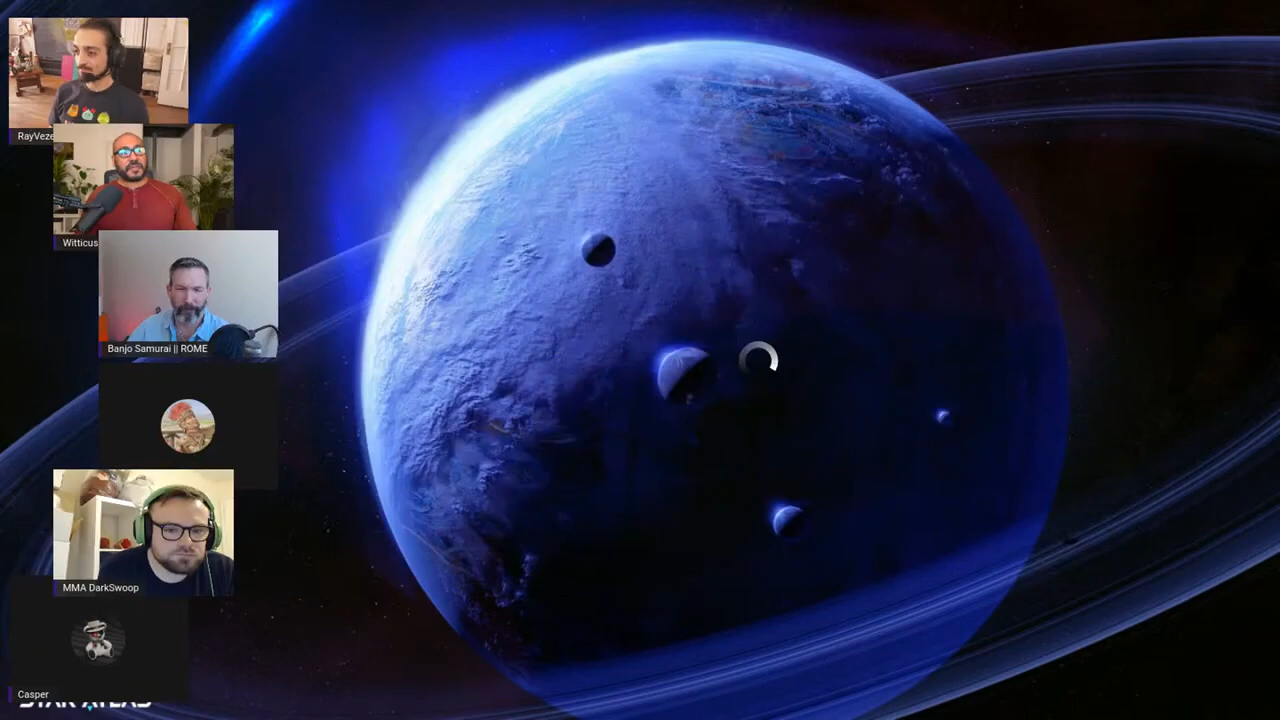 RayVeze
Witticus
Banjo Samurai || ROME
MMA DarkSwoop
Casper
STAR ATLAS